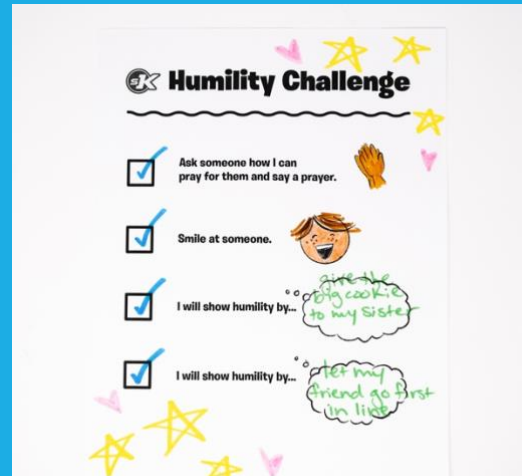 SK Humility Challenge
Ask someone how I can
pray for them and say a prayer.
Smile at someone.
I will show humility by...
give the
big cookie
to my sister
I will show humility by...
let my
friend go first
in line